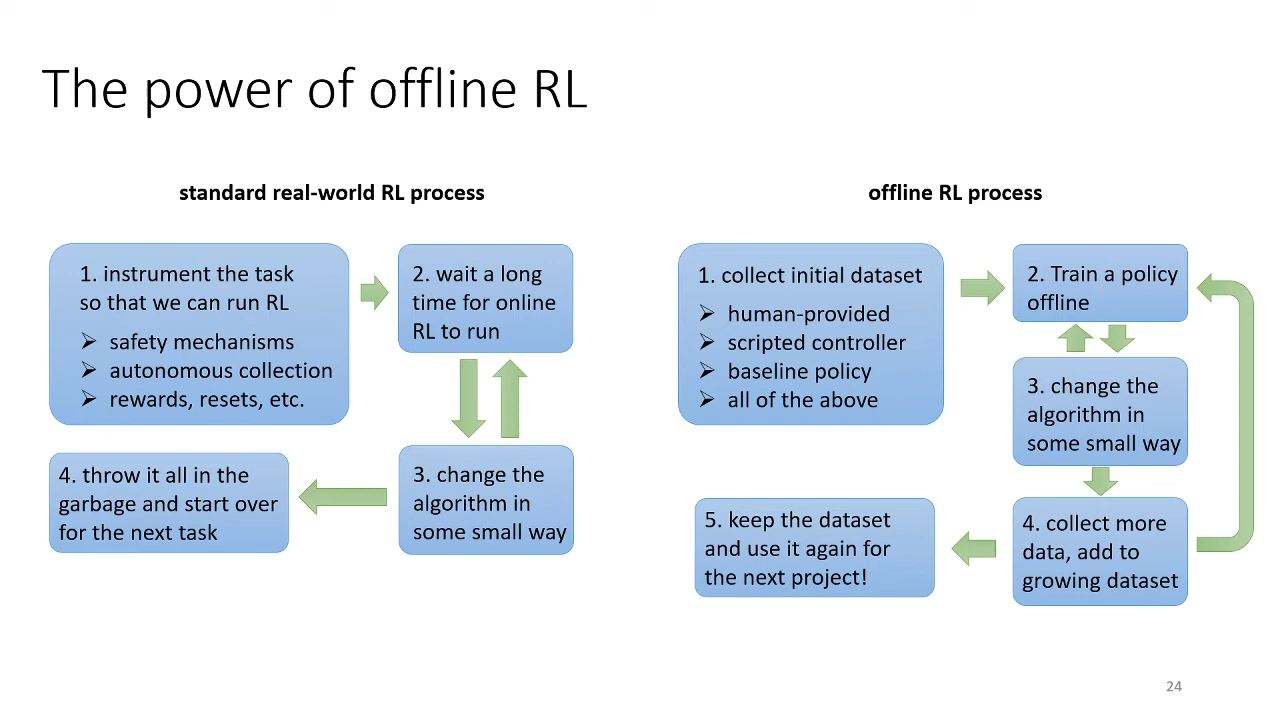 The power of offline RL
standard real-world RL process
1. instrument the task
so that we can run RL
➢ safety mechanisms
➢ autonomous collection
➢ rewards, resets, etc.
2. wait a long
time for online
RL to run
3. change the
algorithm in
some small way
4. throw it all in the
garbage and start over
for the next task
offline RL process
1. collect initial dataset
➢ human-provided
➢ scripted controller
➢ baseline policy
➢ all of the above
2. Train a policy
offline
3. change the
algorithm in
some small way
4. collect more
data, add to
growing dataset
5. keep the dataset
and use it again for
the next project!
24